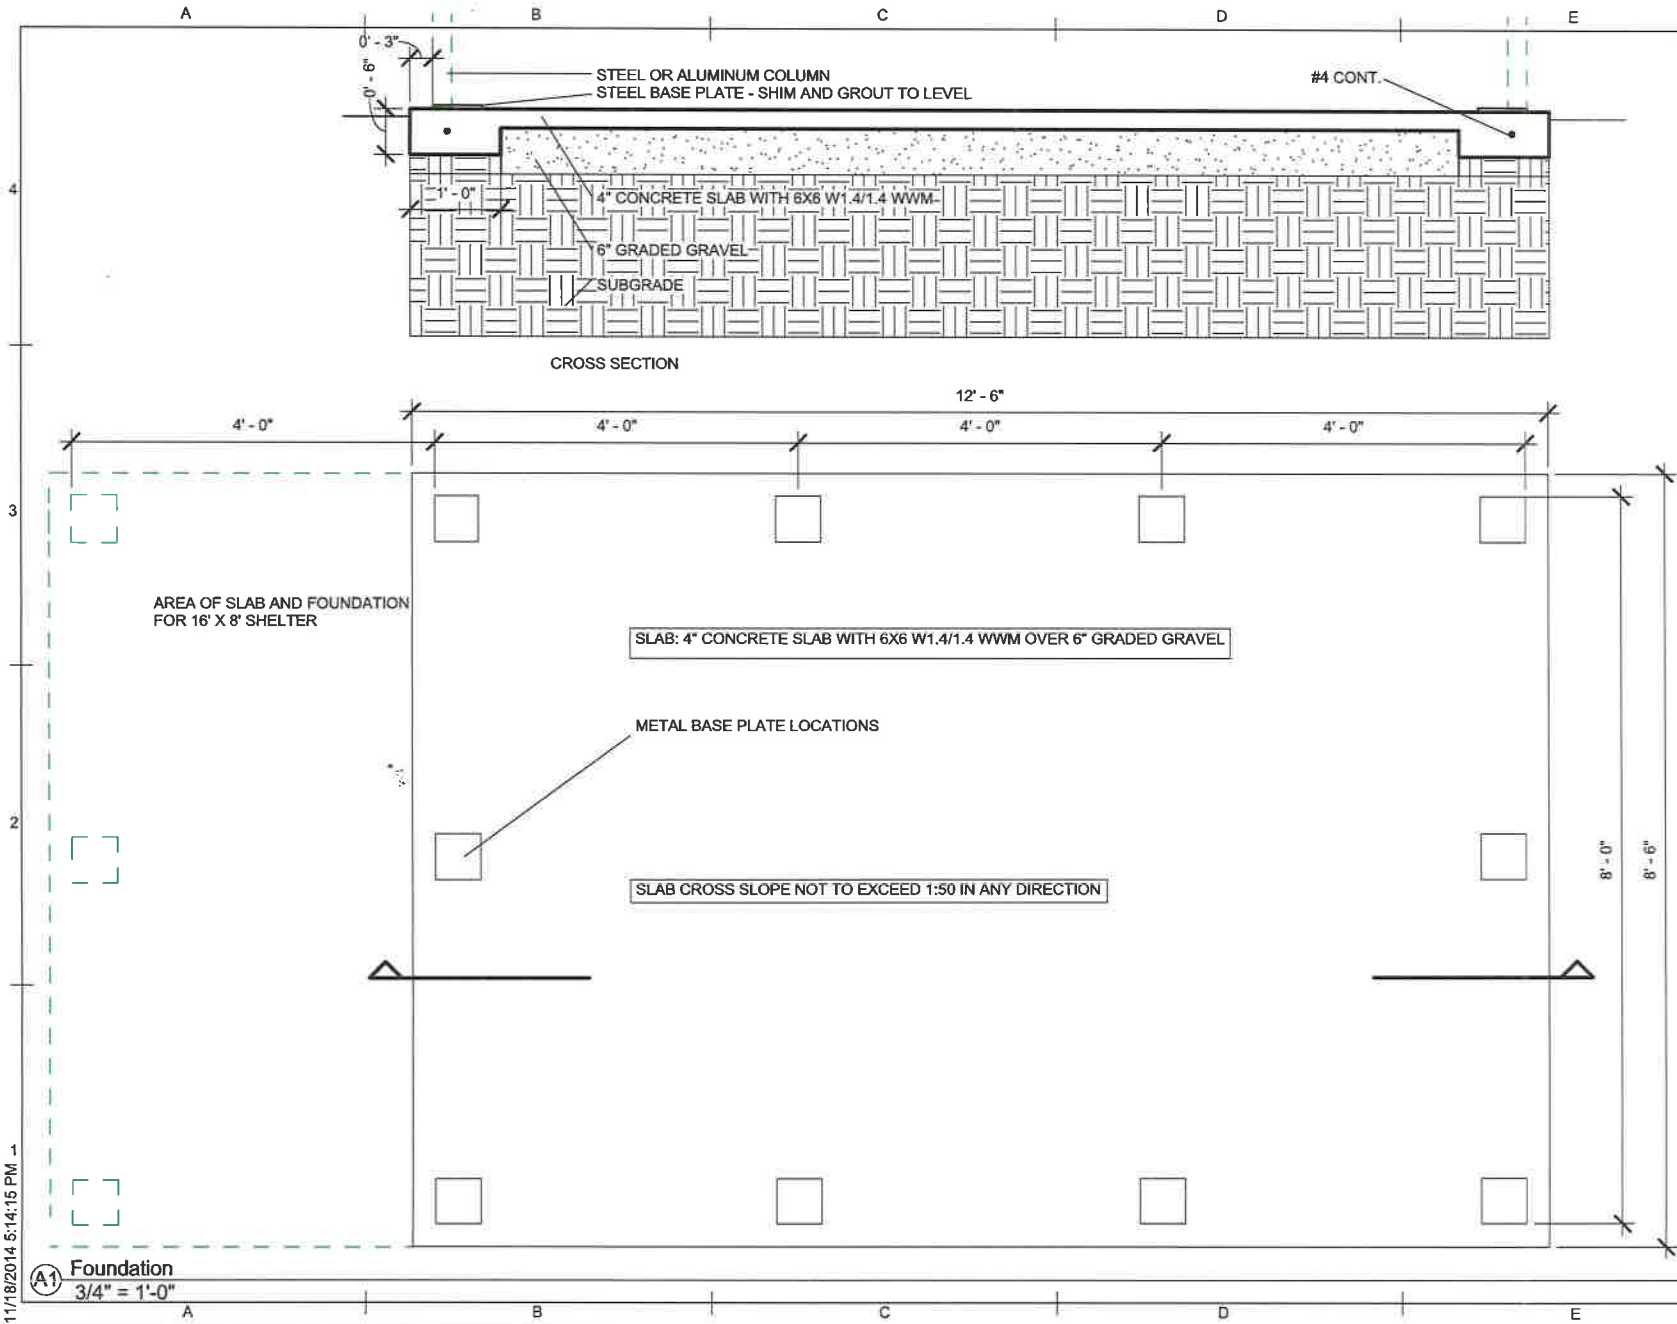 A B C D E
0' - 3"
0' - 6"
STEEL OR ALUMINUM COLUMN
STEEL BASE PLATE - SHIM AND GROUT TO LEVEL
#4 CONT.
4
1' - 0"
4" CONCRETE SLAB WITH 6X6 W1.4/1.4 WWM
6" GRADED GRAVEL
SUBGRADE
CROSS SECTION
12' - 6"
4' - 0" 4' - 0" 4' - 0" 4' - 0"
3
AREA OF SLAB AND FOUNDATION
FOR 16' X 8' SHELTER
SLAB: 4" CONCRETE SLAB WITH 6X6 W1.4/1.4 WWM OVER 6" GRADED GRAVEL
METAL BASE PLATE LOCATIONS
2
8' - 0"
8' - 6"
SLAB CROSS SLOPE NOT TO EXCEED 1:50 IN ANY DIRECTION
1
11/18/2014 5:14:15 PM
A1 Foundation
3/4" = 1'-0"
A B C D E